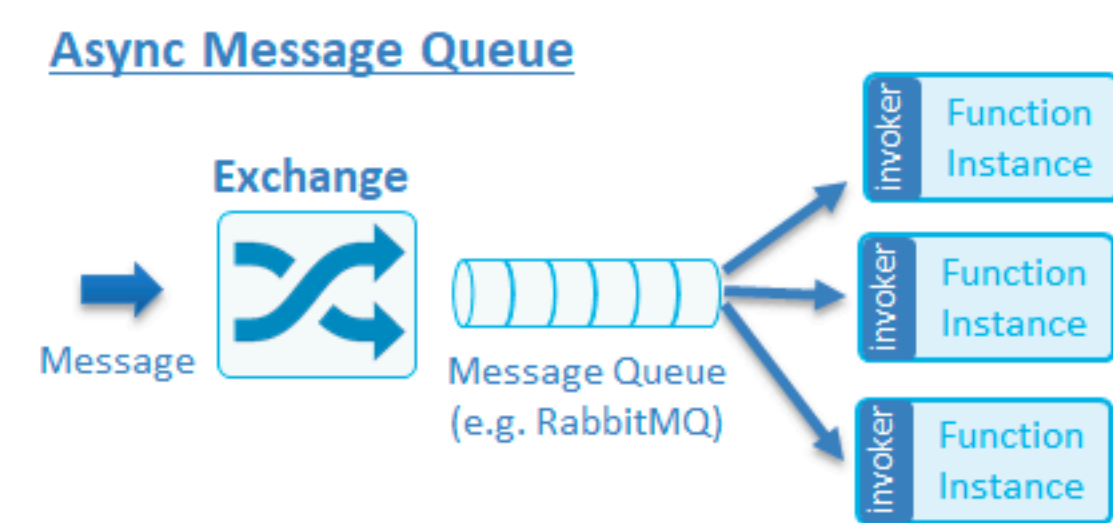 Async Message Queue
Exchange
Message
Message Queue
(e.g. RabbitMQ)
invoker
Function
Instance
invoker
Function
Instance
invoker
Function
Instance